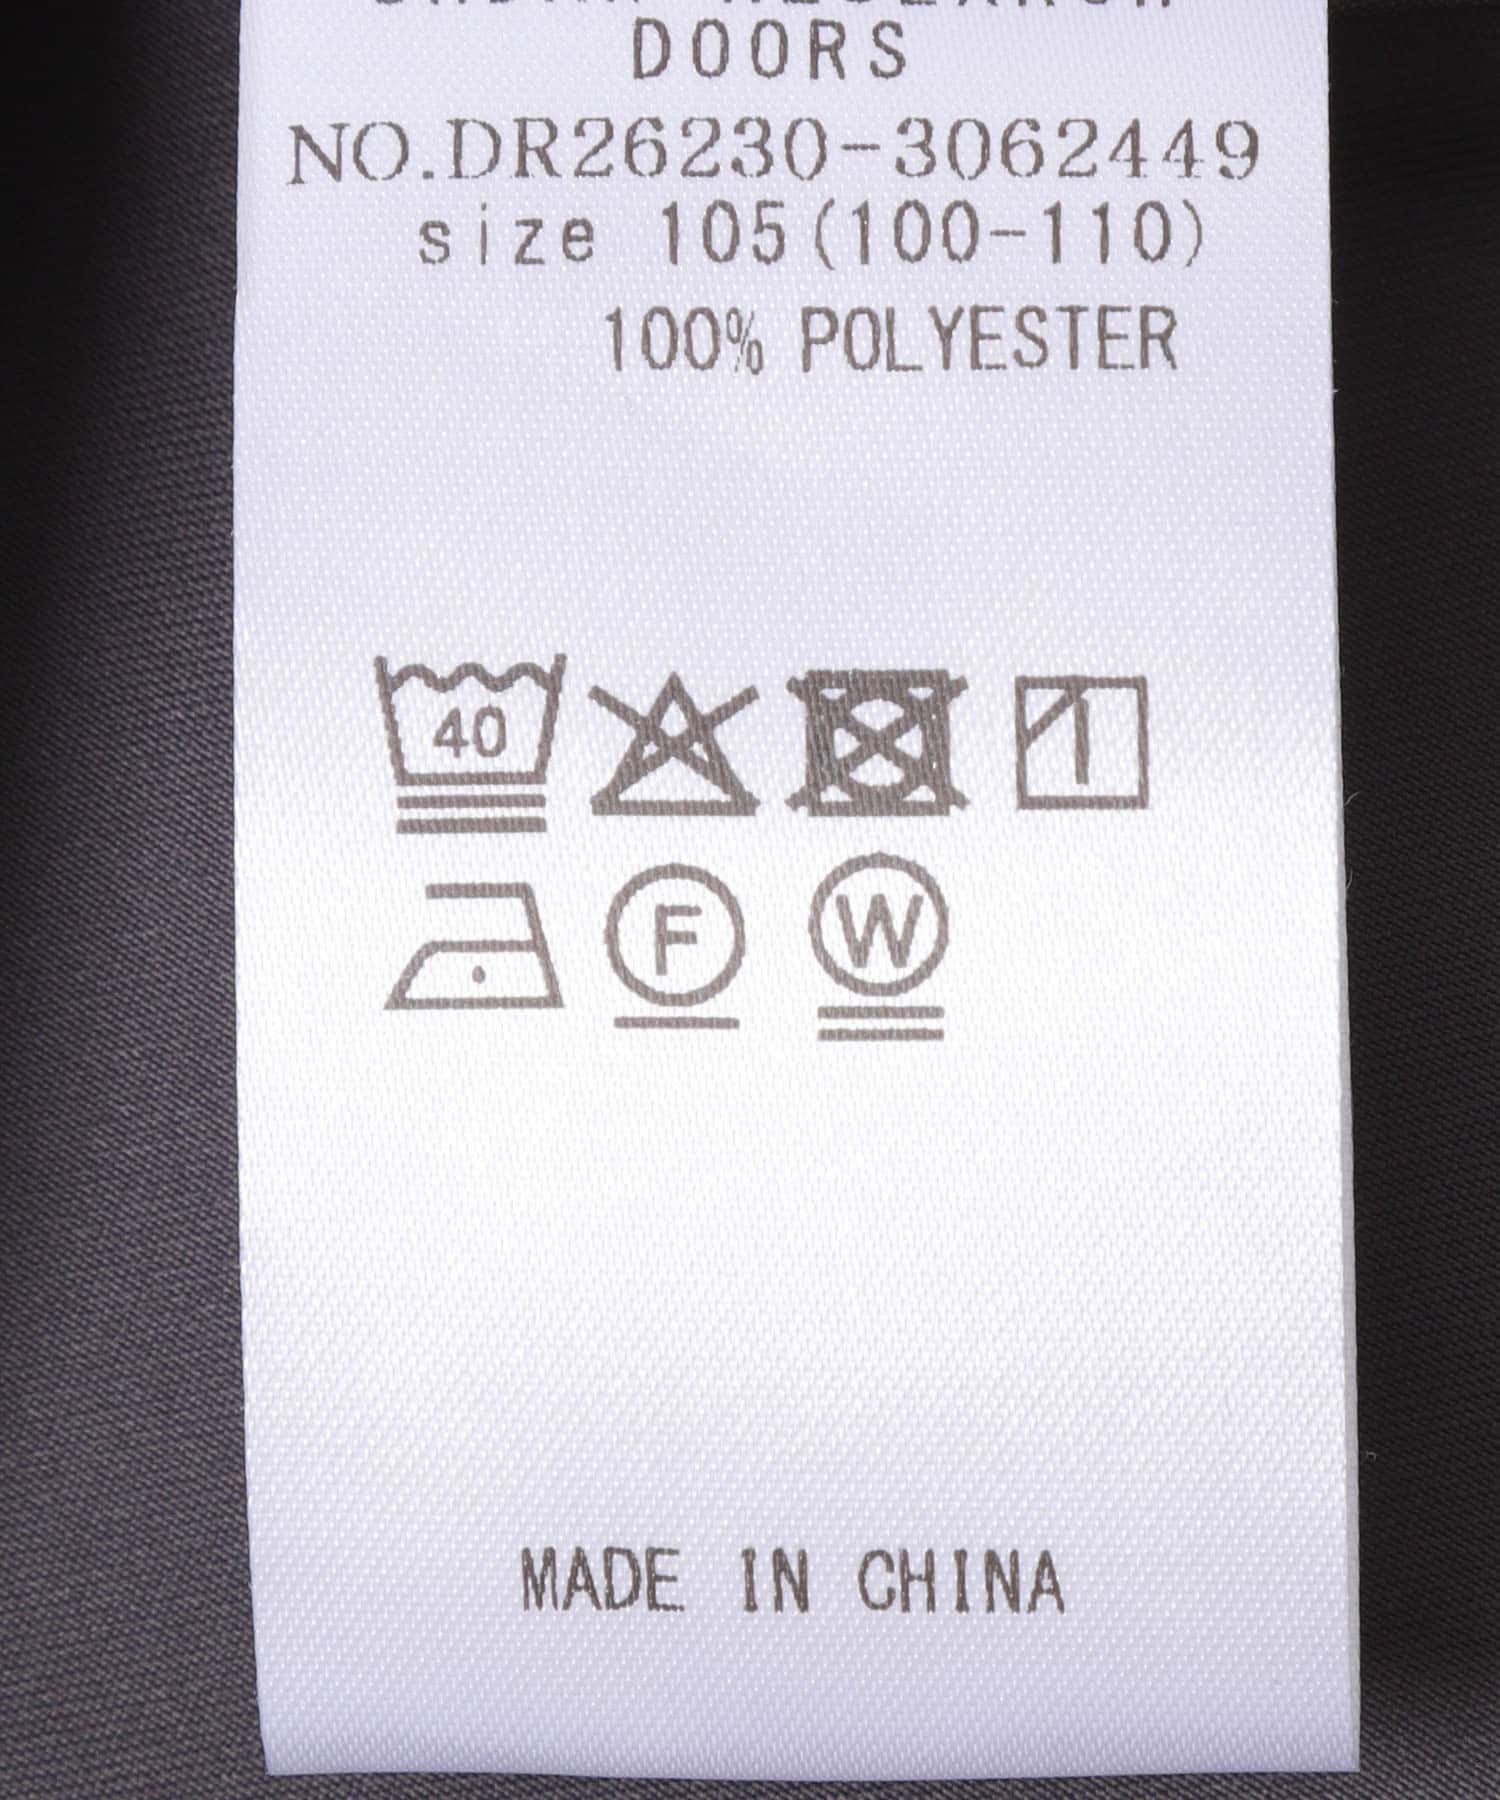 DOORS
NO.DR26230-3062449
size 105(100-110)
100% POLYESTER
40
F W
MADE IN CHINA